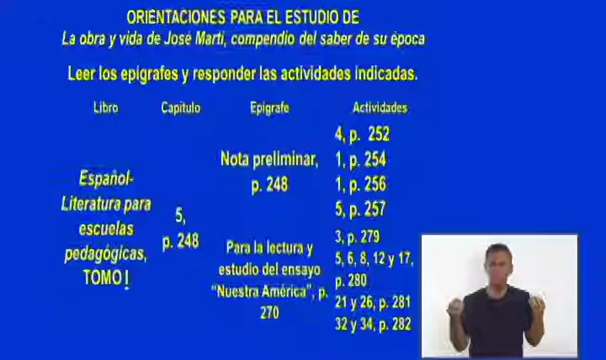 ORIENTACIONES PARA EL ESTUDIO DE
La obra y vida de José Martí, compendio del saber de su época
Leer los epígrafes y responder las actividades indicadas.
Libro Capítulo Epígrafe Actividades
Español-
Literatura para
escuelas
pedagógicas,
TOMO I
5,
p. 248
Nota preliminar,
p. 248
4, p. 252
1, p. 254
1, p. 256
5, p. 257
Para la lectura y
estudio del ensayo
"Nuestra América", p.
270
3, p. 279
5, 6, 8, 12 y 17,
p. 280
21 y 26, p. 281
32 y 34, p. 282